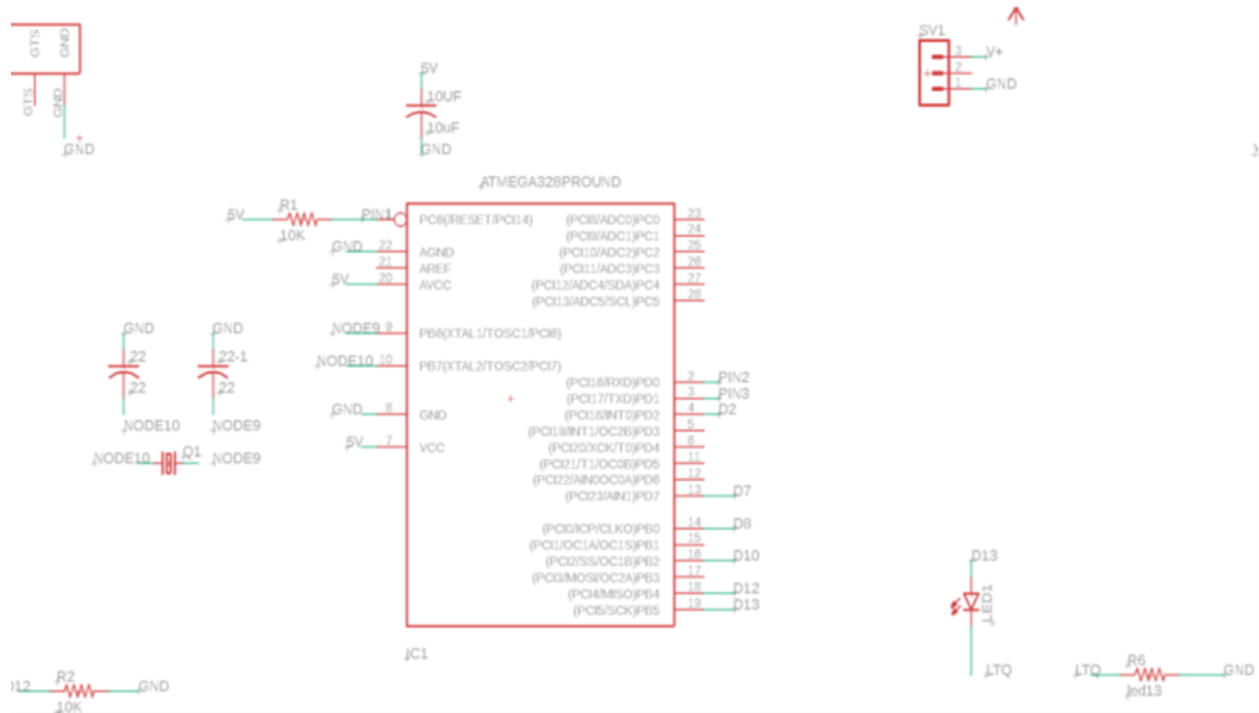 GTS
GND
GTS
GND
GND
5V
10UF
10uF
GND
SV1
3
V+
2
1
GND
ATMEGA328PROUND
5V
R1
10K
PIN1
PC6(/RESET/PCI14)
GND 22 AGND
21 AREF
5V 20 AVCC
NODE9 9 PB6(XTAL1/TOSC1/PCI6)
NODE10 10 PB7(XTAL2/TOSC2/PCI7)
GND 8 GND
5V 7 VCC
(PCI8/ADC0)PC0 23
(PCI9/ADC1)PC1 24
(PCI10/ADC2)PC2 25
(PCI11/ADC3)PC3 26
(PCI12/ADC4/SDA)PC4 27
(PCI13/ADC5/SCL)PC5 28
(PCI16/RXD)PD0 2 PIN2
(PCI17/TXD)PD1 3 PIN3
(PCI18/INT0)PD2 4 D2
(PCI19/INT1/OC2B)PD3 5
(PCI20/XCK/T0)PD4 6
(PCI21/T1/OC0B)PD5 11
(PCI22/AIN0OC0A)PD6 12
(PCI23/AIN1)PD7 13 D7
(PCI0/ICP/CLKO)PB0 14 D8
(PCI1/OC1A/OC1S)PB1 15
(PCI2/SS/OC1B)PB2 16 D10
(PCI3/MOSI/OC2A)PB3 17
(PCI4/MISO)PB4 18 D12
(PCI5/SCK)PB5 19 D13
IC1
GND
22
22
NODE10
GND
22-1
22
NODE9
NODE10
Q1
NODE9
R2
GND
10K
D13
LED1
LTQ
LTQ
R6
GND
led13